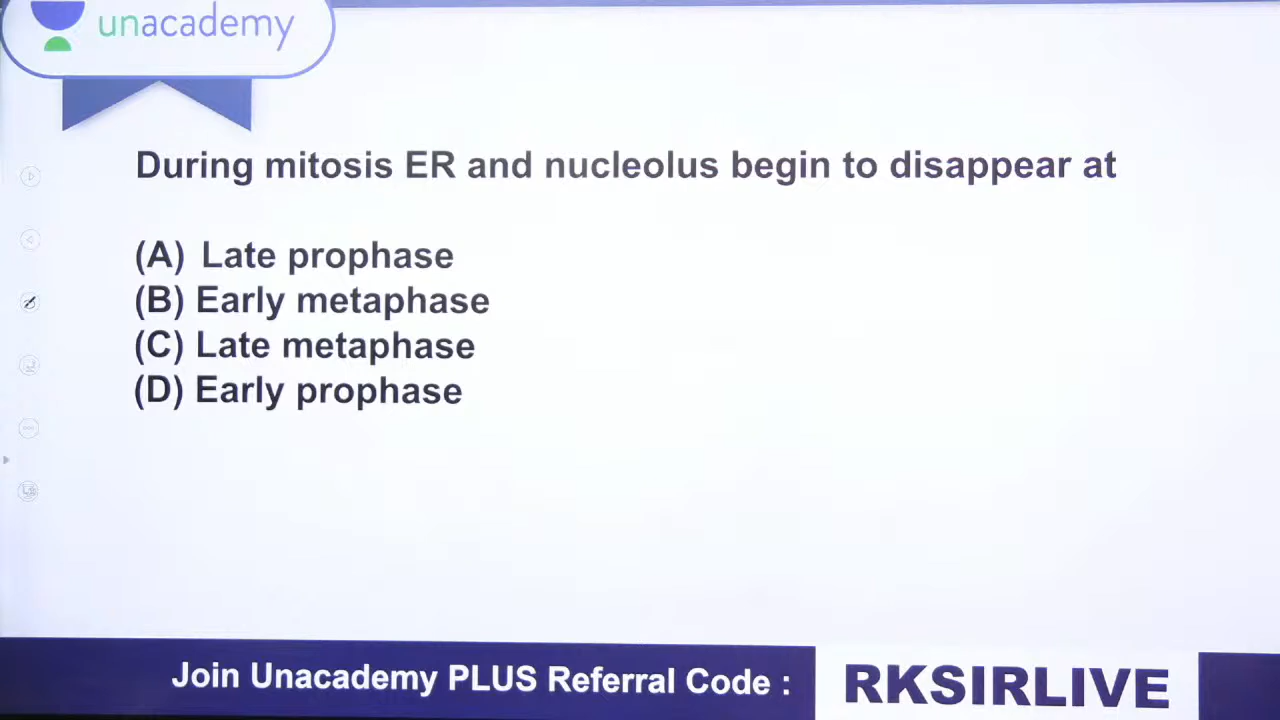 unacademy
During mitosis ER and nucleolus begin to disappear at
(A) Late prophase
(B) Early metaphase
(C) Late metaphase
(D) Early prophase
Join Unacademy PLUS Referral Code :
RKSIRLIVE